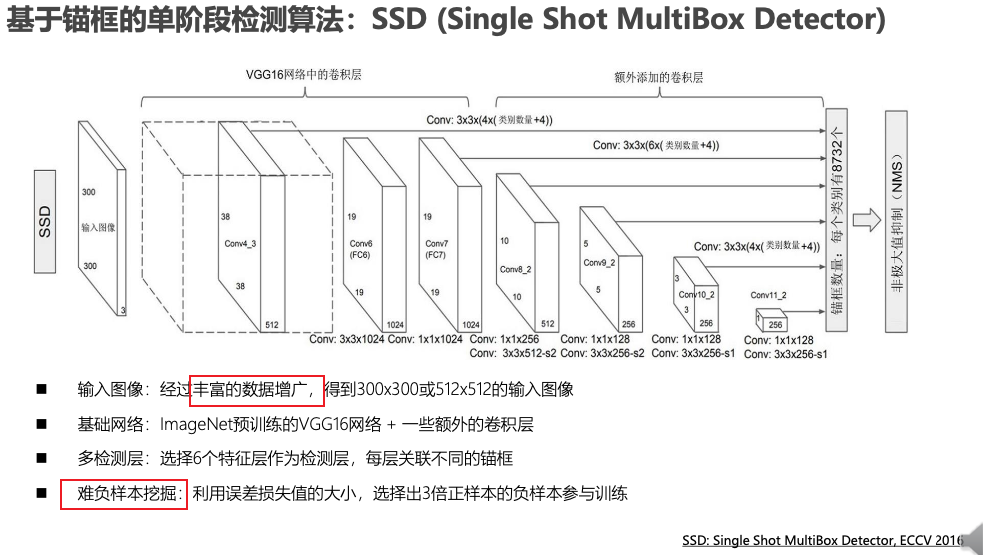 基于锚框的单阶段检测算法：SSD (Single Shot MultiBox Detector)
VGG16网络中的卷积层
额外添加的卷积层
Conv: 3x3x(4x(类别数量+4))
Conv: 3x3x(6x(类别数量+4))
Conv: 3x3x(4x(类别数量+4))
SSD
300
输入图像
300
3
38
Conv4_3
38
512
19
Conv6
(FC6)
19
1024
19
Conv7
(FC7)
19
1024
10
Conv8_2
10
512
5
Conv9_2
5
256
3
Conv10_2
3
256
Conv11_2
1
256
锚框数量：每个类别有8732个
非极大值抑制（NMS）
Conv: 3x3x1024
Conv: 1x1x1024
Conv: 1x1x256
Conv: 3x3x512-s2
Conv: 1x1x128
Conv: 3x3x256-s2
Conv: 1x1x128
Conv: 3x3x256-s1
Conv: 1x1x128
Conv: 3x3x256-s1
■ 输入图像：经过丰富的数据增广，得到300x300或512x512的输入图像
■ 基础网络：ImageNet预训练的VGG16网络 + 一些额外的卷积层
■ 多检测层：选择6个特征层作为检测层，每层关联不同的锚框
■ 难负样本挖掘：利用误差损失值的大小，选择出3倍正样本的负样本参与训练
SSD: Single Shot MultiBox Detector, ECCV 2016